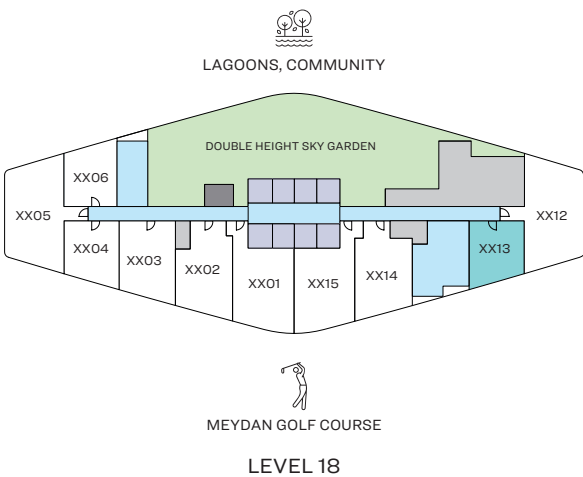 LAGOONS, COMMUNITY
DOUBLE HEIGHT SKY GARDEN
XX06
XX05
XX12
XX04
XX03
XX02
XX01
XX15
XX14
XX13
MEYDAN GOLF COURSE
LEVEL 18